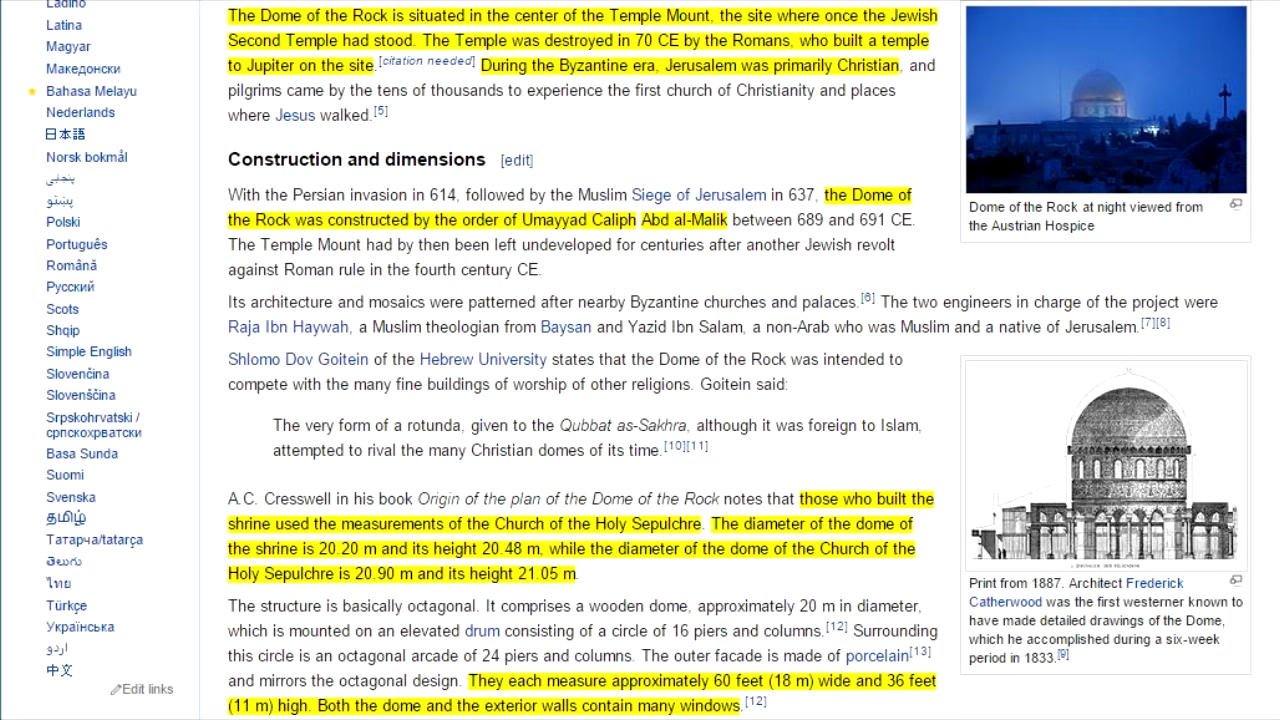 Ladino
Latina
Magyar
Македонски
Bahasa Melayu
Nederlands
日本語
Norsk bokmål
پنجابی
پښتو
Polski
Português
Română
Русский
Scots
Shqip
Simple English
Slovenčina
Slovenščina
Srpskohrvatski /
српскохрватски
Basa Sunda
Suomi
Svenska
தமிழ்
Татарча/tatarça
తెలుగు
ไทย
Türkçe
Українська
اردو
中文
Edit links
The Dome of the Rock is situated in the center of the Temple Mount, the site where once the Jewish
Second Temple had stood. The Temple was destroyed in 70 CE by the Romans, who built a temple
to Jupiter on the site.[citation needed] During the Byzantine era, Jerusalem was primarily Christian, and
pilgrims came by the tens of thousands to experience the first church of Christianity and places
where Jesus walked.[5]
Construction and dimensions [edit]
With the Persian invasion in 614, followed by the Muslim Siege of Jerusalem in 637, the Dome of
the Rock was constructed by the order of Umayyad Caliph Abd al-Malik between 689 and 691 CE.
The Temple Mount had by then been left undeveloped for centuries after another Jewish revolt
against Roman rule in the fourth century CE.
Its architecture and mosaics were patterned after nearby Byzantine churches and palaces.[6] The two engineers in charge of the project were
Raja Ibn Haywah, a Muslim theologian from Baysan and Yazid Ibn Salam, a non-Arab who was Muslim and a native of Jerusalem.[7][8]
Shlomo Dov Goitein of the Hebrew University states that the Dome of the Rock was intended to
compete with the many fine buildings of worship of other religions. Goitein said:
The very form of a rotunda, given to the Qubbat as-Sakhra, although it was foreign to Islam,
attempted to rival the many Christian domes of its time.[10][11]
A.C. Cresswell in his book Origin of the plan of the Dome of the Rock notes that those who built the
shrine used the measurements of the Church of the Holy Sepulchre. The diameter of the dome of
the shrine is 20.20 m and its height 20.48 m, while the diameter of the dome of the Church of the
Holy Sepulchre is 20.90 m and its height 21.05 m.
The structure is basically octagonal. It comprises a wooden dome, approximately 20 m in diameter,
which is mounted on an elevated drum consisting of a circle of 16 piers and columns.[12] Surrounding
this circle is an octagonal arcade of 24 piers and columns. The outer facade is made of porcelain[13]
and mirrors the octagonal design. They each measure approximately 60 feet (18 m) wide and 36 feet
(11 m) high. Both the dome and the exterior walls contain many windows.[12]
Dome of the Rock at night viewed from
the Austrian Hospice
Print from 1887. Architect Frederick
Catherwood was the first westerner known to
have made detailed drawings of the Dome,
which he accomplished during a six-week
period in 1833.[9]